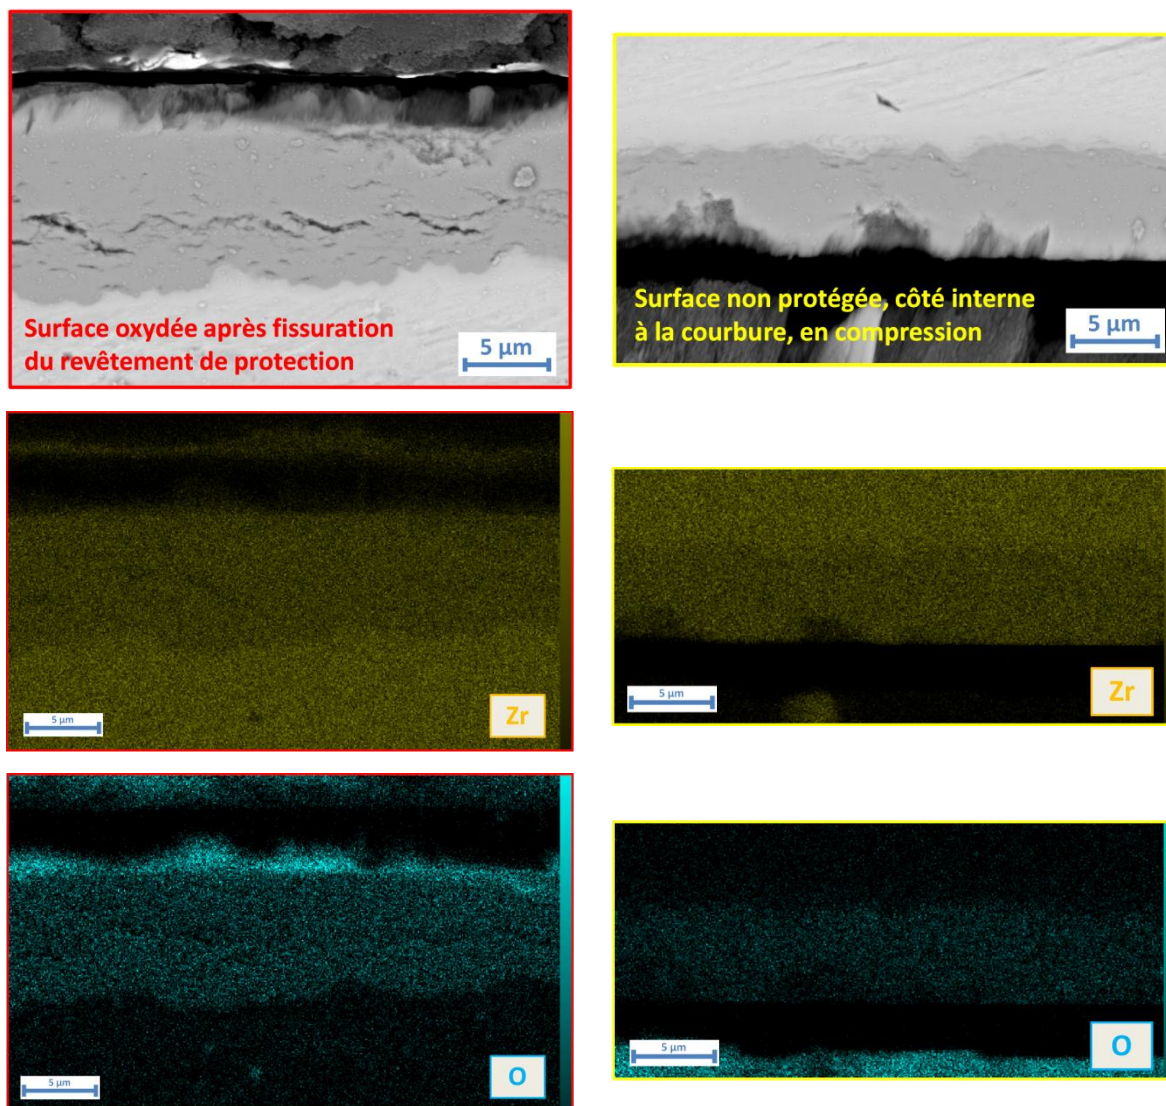 Surface oxydée après fissuration
du revêtement de protection
5 µm
Surface non protégée, côté interne
à la courbure, en compression
5 µm
5 µm
Zr
5 µm
Zr
5 µm
O
5 µm
O